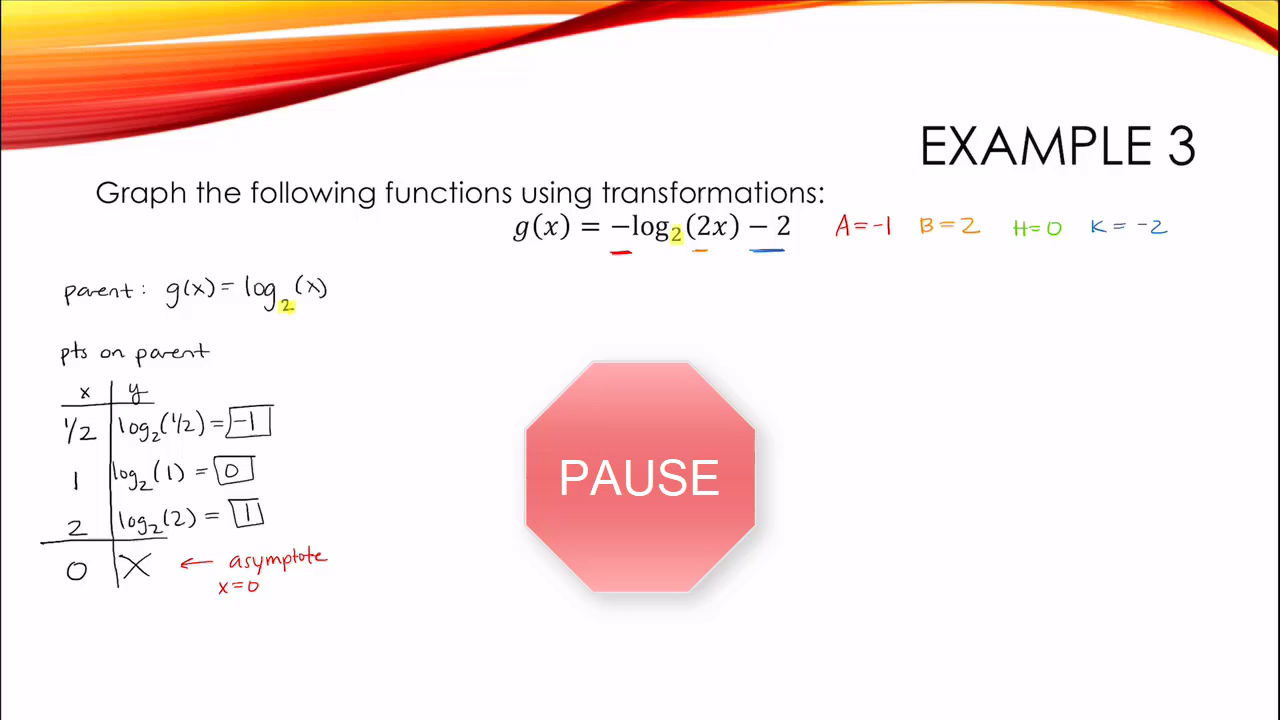 EXAMPLE 3
Graph the following functions using transformations:
g(x) = −log₂(2x) − 2 A=-1 B=2 H=0 K=-2
parent: g(x)= log₂(x)
pts on parent
x y
1/2 log₂(1/2) = -1
1 log₂(1) = 0
2 log₂(2) = 1
0 X ← asymptote
x=0
PAUSE